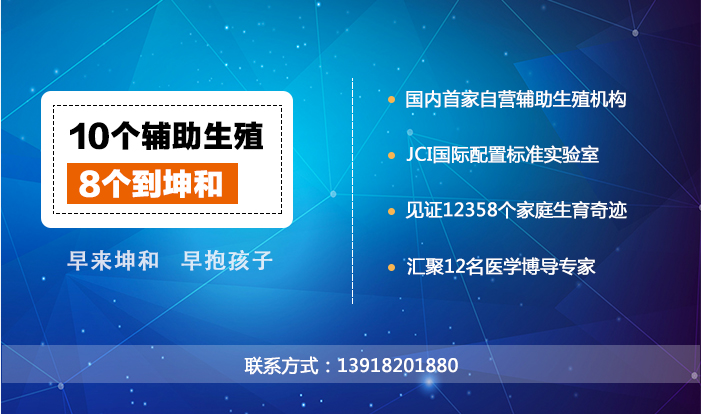 10个辅助生殖
8个到坤和
早来坤和 早抱孩子
国内首家自营辅助生殖机构
JCI国际配置标准实验室
见证12358个家庭生育奇迹
汇聚12名医学博导专家
联系方式：13918201880